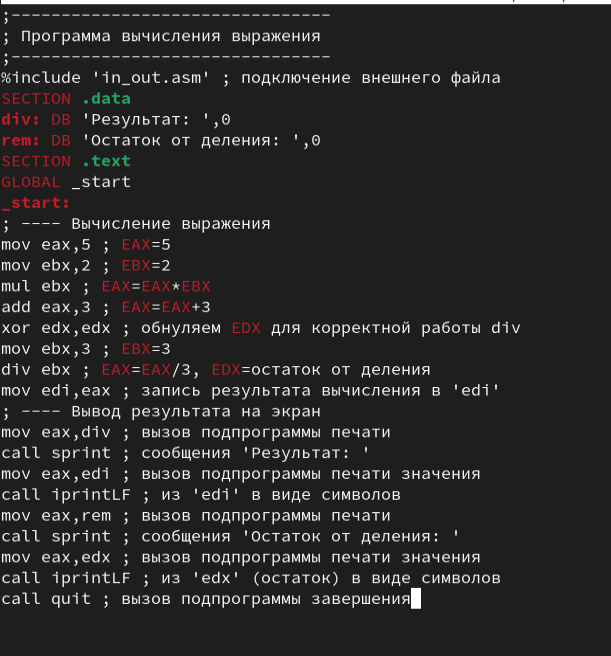 ;--------------------------------
; Программа вычисления выражения
;--------------------------------
%include 'in_out.asm' ; подключение внешнего файла
SECTION .data
div: DB 'Результат: ',0
rem: DB 'Остаток от деления: ',0
SECTION .text
GLOBAL _start
_start:
; ---- Вычисление выражения
mov eax,5 ; EAX=5
mov ebx,2 ; EBX=2
mul ebx ; EAX=EAX*EBX
add eax,3 ; EAX=EAX+3
xor edx,edx ; обнуляем EDX для корректной работы div
mov ebx,3 ; EBX=3
div ebx ; EAX=EAX/3, EDX=остаток от деления
mov edi,eax ; запись результата вычисления в 'edi'
; ---- Вывод результата на экран
mov eax,div ; вызов подпрограммы печати
call sprint ; сообщения 'Результат: '
mov eax,edi ; вызов подпрограммы печати значения
call iprintLF ; из 'edi' в виде символов
mov eax,rem ; вызов подпрограммы печати
call sprint ; сообщения 'Остаток от деления: '
mov eax,edx ; вызов подпрограммы печати значения
call iprintLF ; из 'edx' (остаток) в виде символов
call quit ; вызов подпрограммы завершения